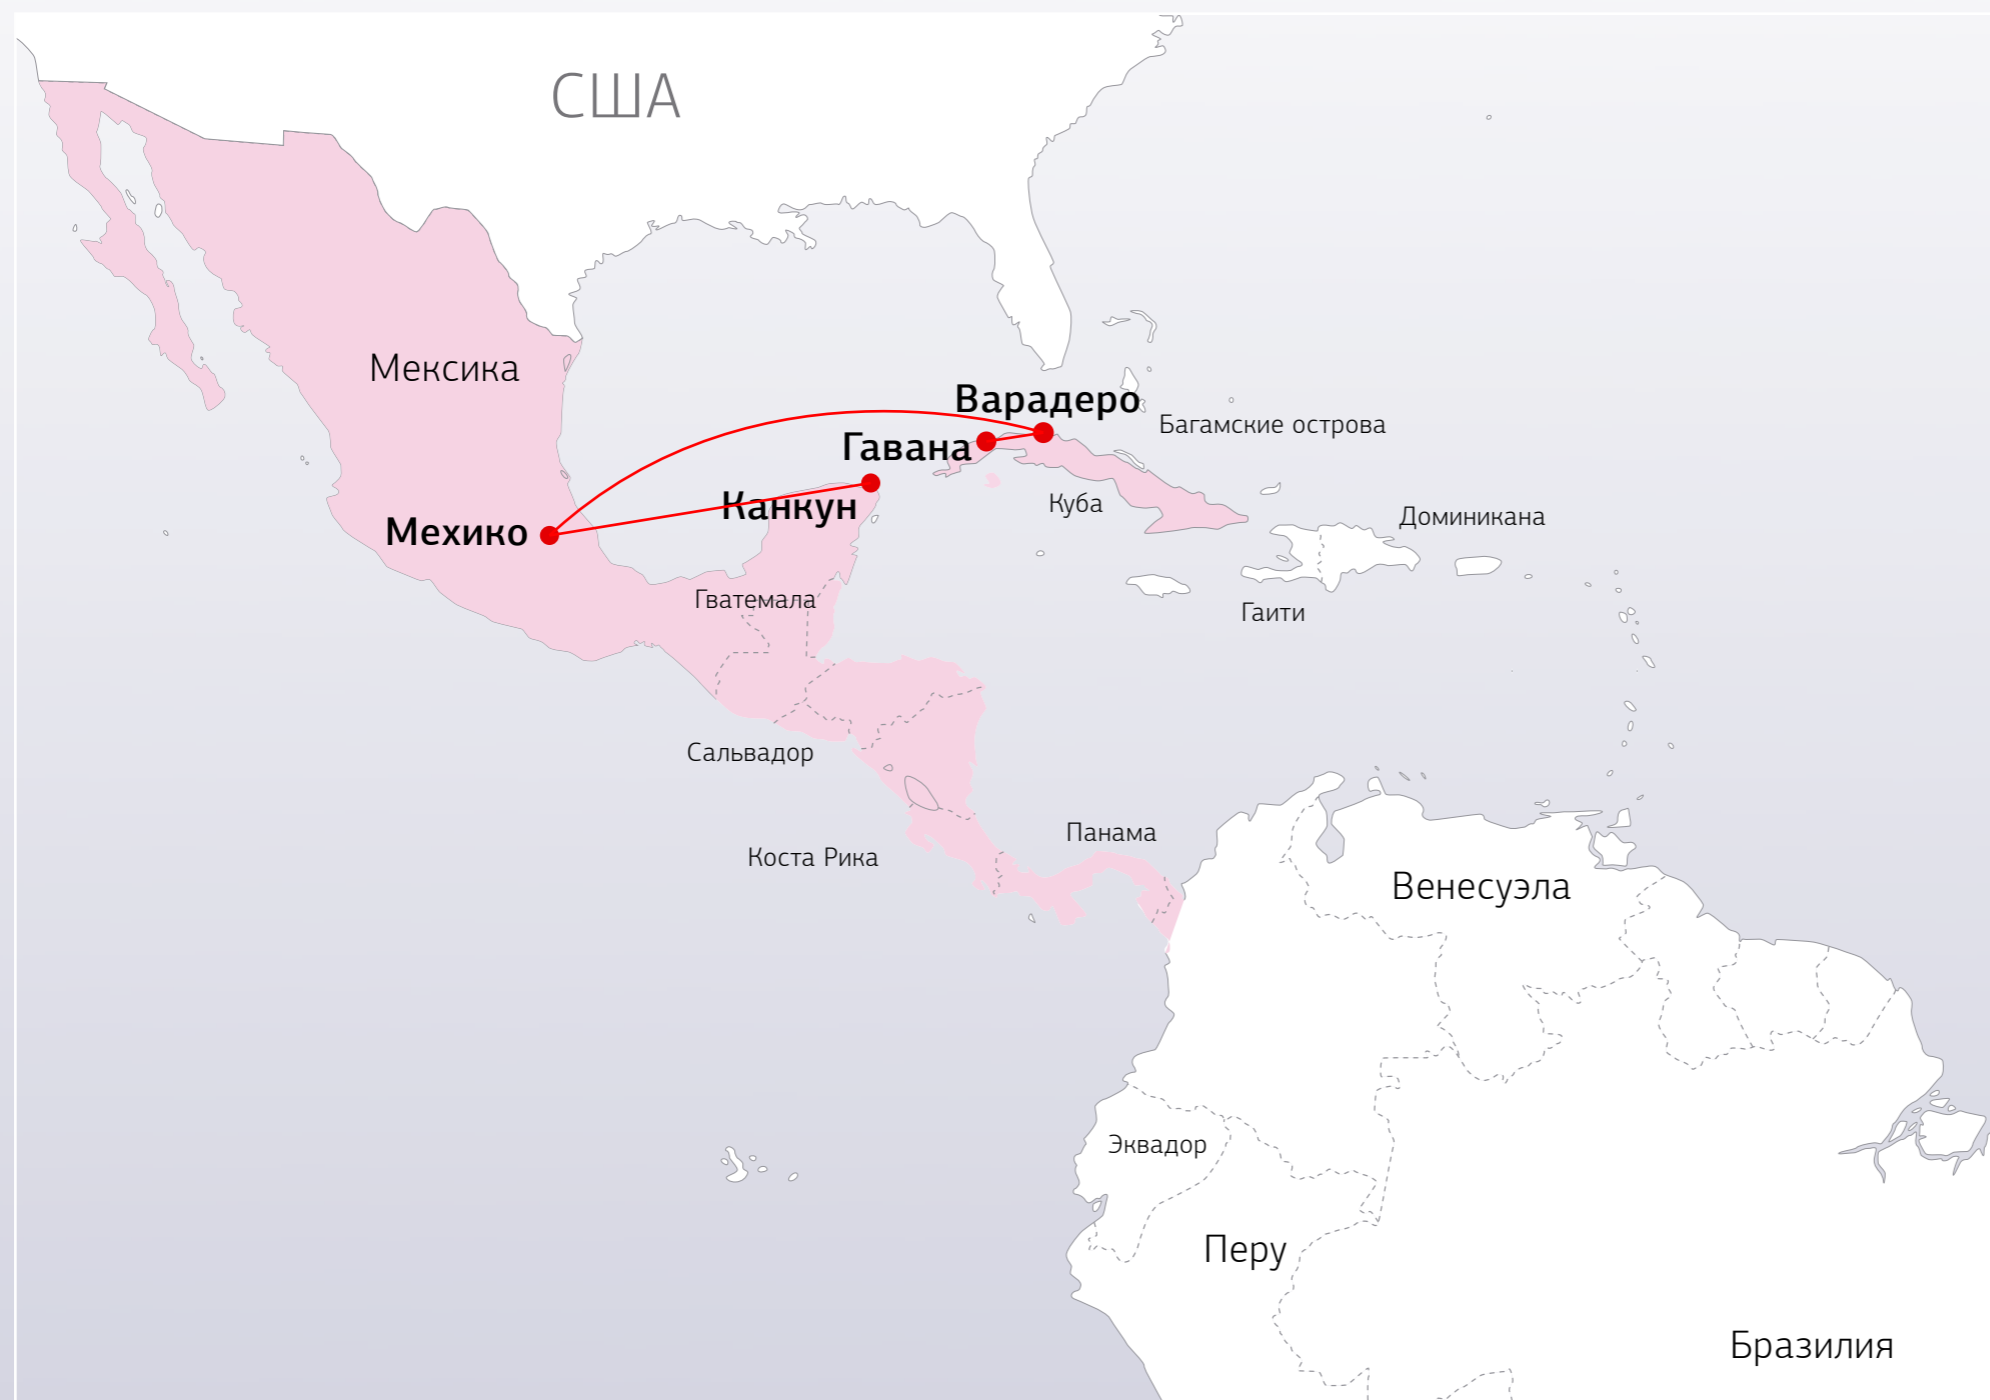 США
Мексика
Варадеро
Багамские острова
Гавана
Канкун
Куба
Доминикана
Мехико
Гватемала
Гаити
Сальвадор
Панама
Коста Рика
Венесуэла
Эквадор
Перу
Бразилия